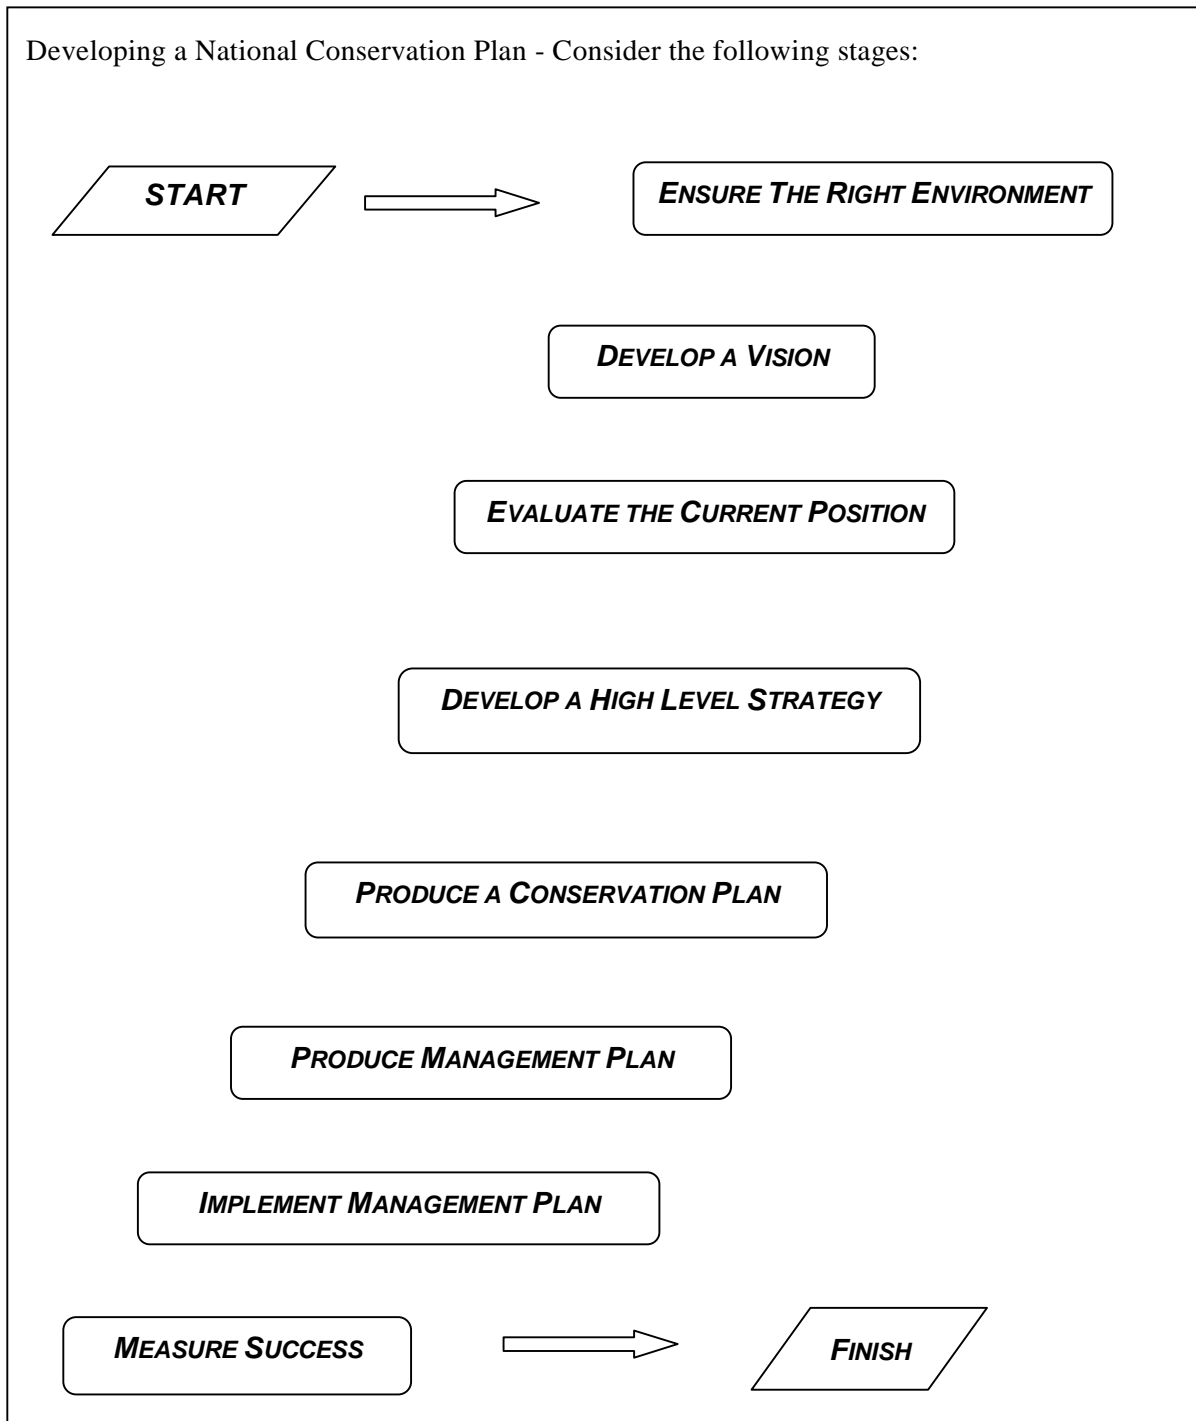 Developing a National Conservation Plan - Consider the following stages:
START
ENSURE THE RIGHT ENVIRONMENT
DEVELOP A VISION
EVALUATE THE CURRENT POSITION
DEVELOP A HIGH LEVEL STRATEGY
PRODUCE A CONSERVATION PLAN
PRODUCE MANAGEMENT PLAN
IMPLEMENT MANAGEMENT PLAN
MEASURE SUCCESS
FINISH